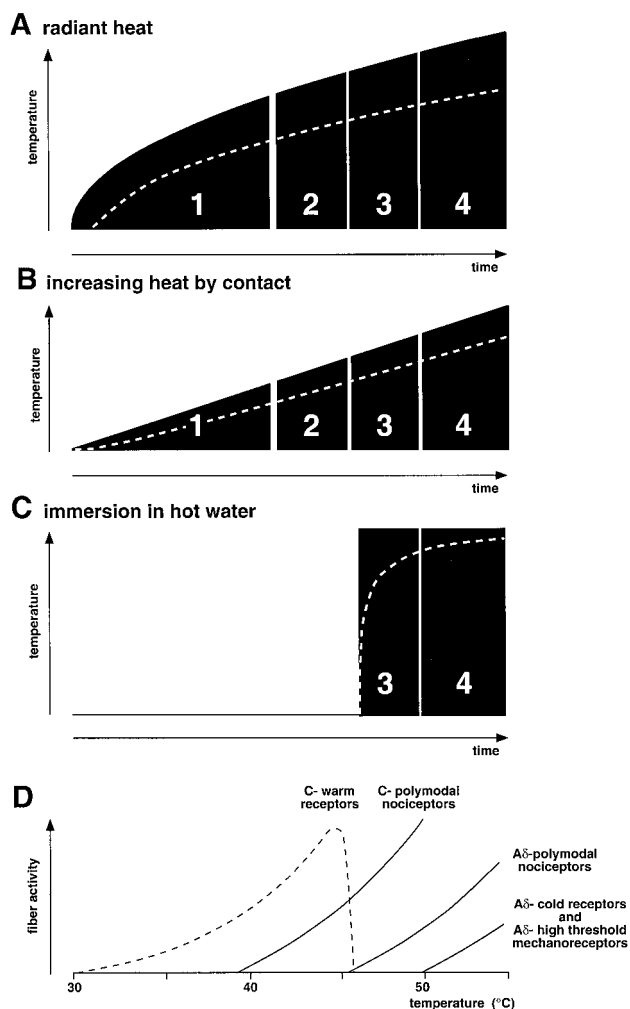 A radiant heat
temperature
1 2 3 4
time
B increasing heat by contact
temperature
1 2 3 4
time
C immersion in hot water
temperature
3 4
time
D
C- warm
receptors
C- polymodal
nociceptors
fiber activity
Aδ-polymodal
nociceptors
Aδ- cold receptors
and
Aδ- high threshold
mechanoreceptors
30 40 50
temperature (°C)